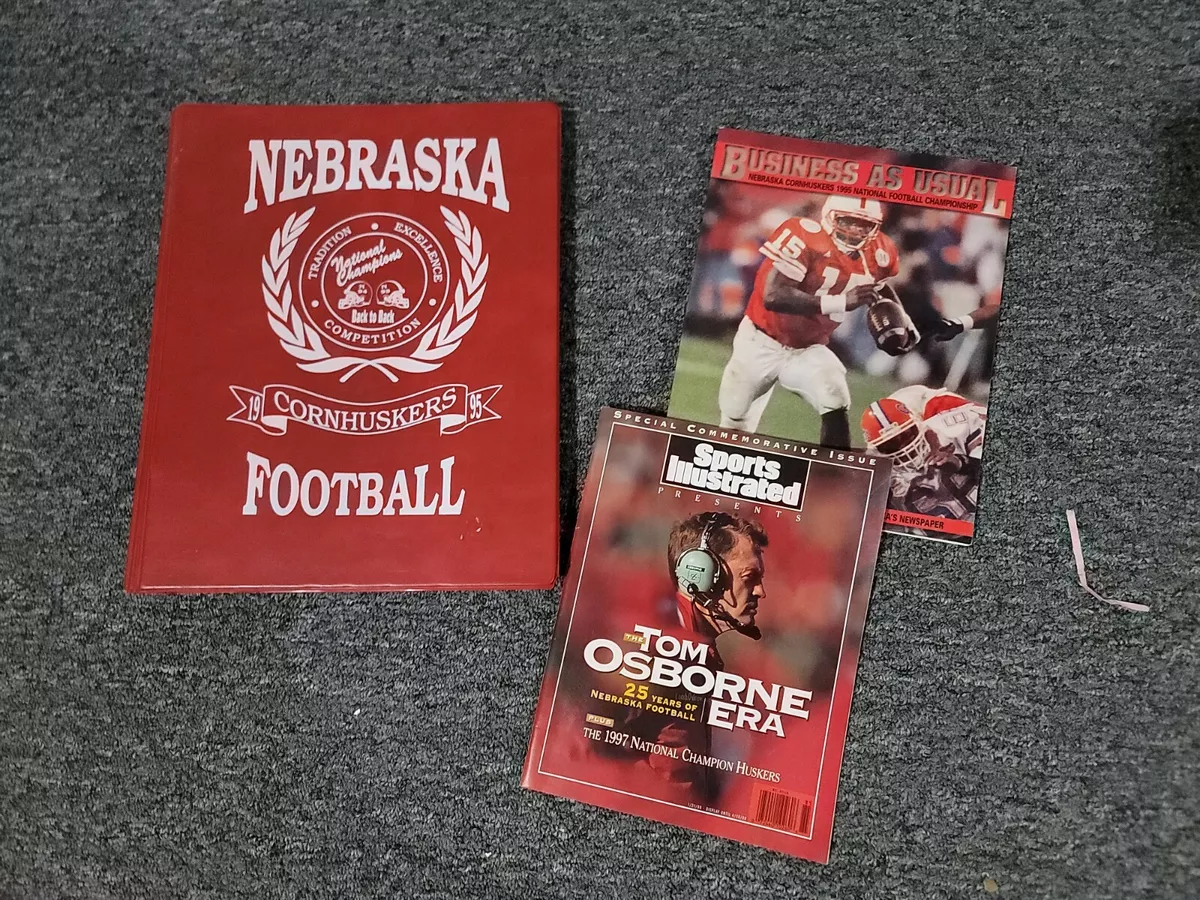 NEBRASKA
TRADITION • EXCELLENCE
National
Champions
Back to Back
COMPETITION
19 CORNHUSKERS 95
FOOTBALL
BUSINESS AS USUAL
NEBRASKA CORNHUSKERS 1995 NATIONAL FOOTBALL CHAMPIONSHIP
15
15
A'S NEWSPAPER
SPECIAL COMMEMORATIVE ISSUE
Sports
Illustrated
PRESENTS
THE TOM
OSBORNE
ERA
25 YEARS OF
NEBRASKA FOOTBALL
PLUS
THE 1997 NATIONAL CHAMPION HUSKERS